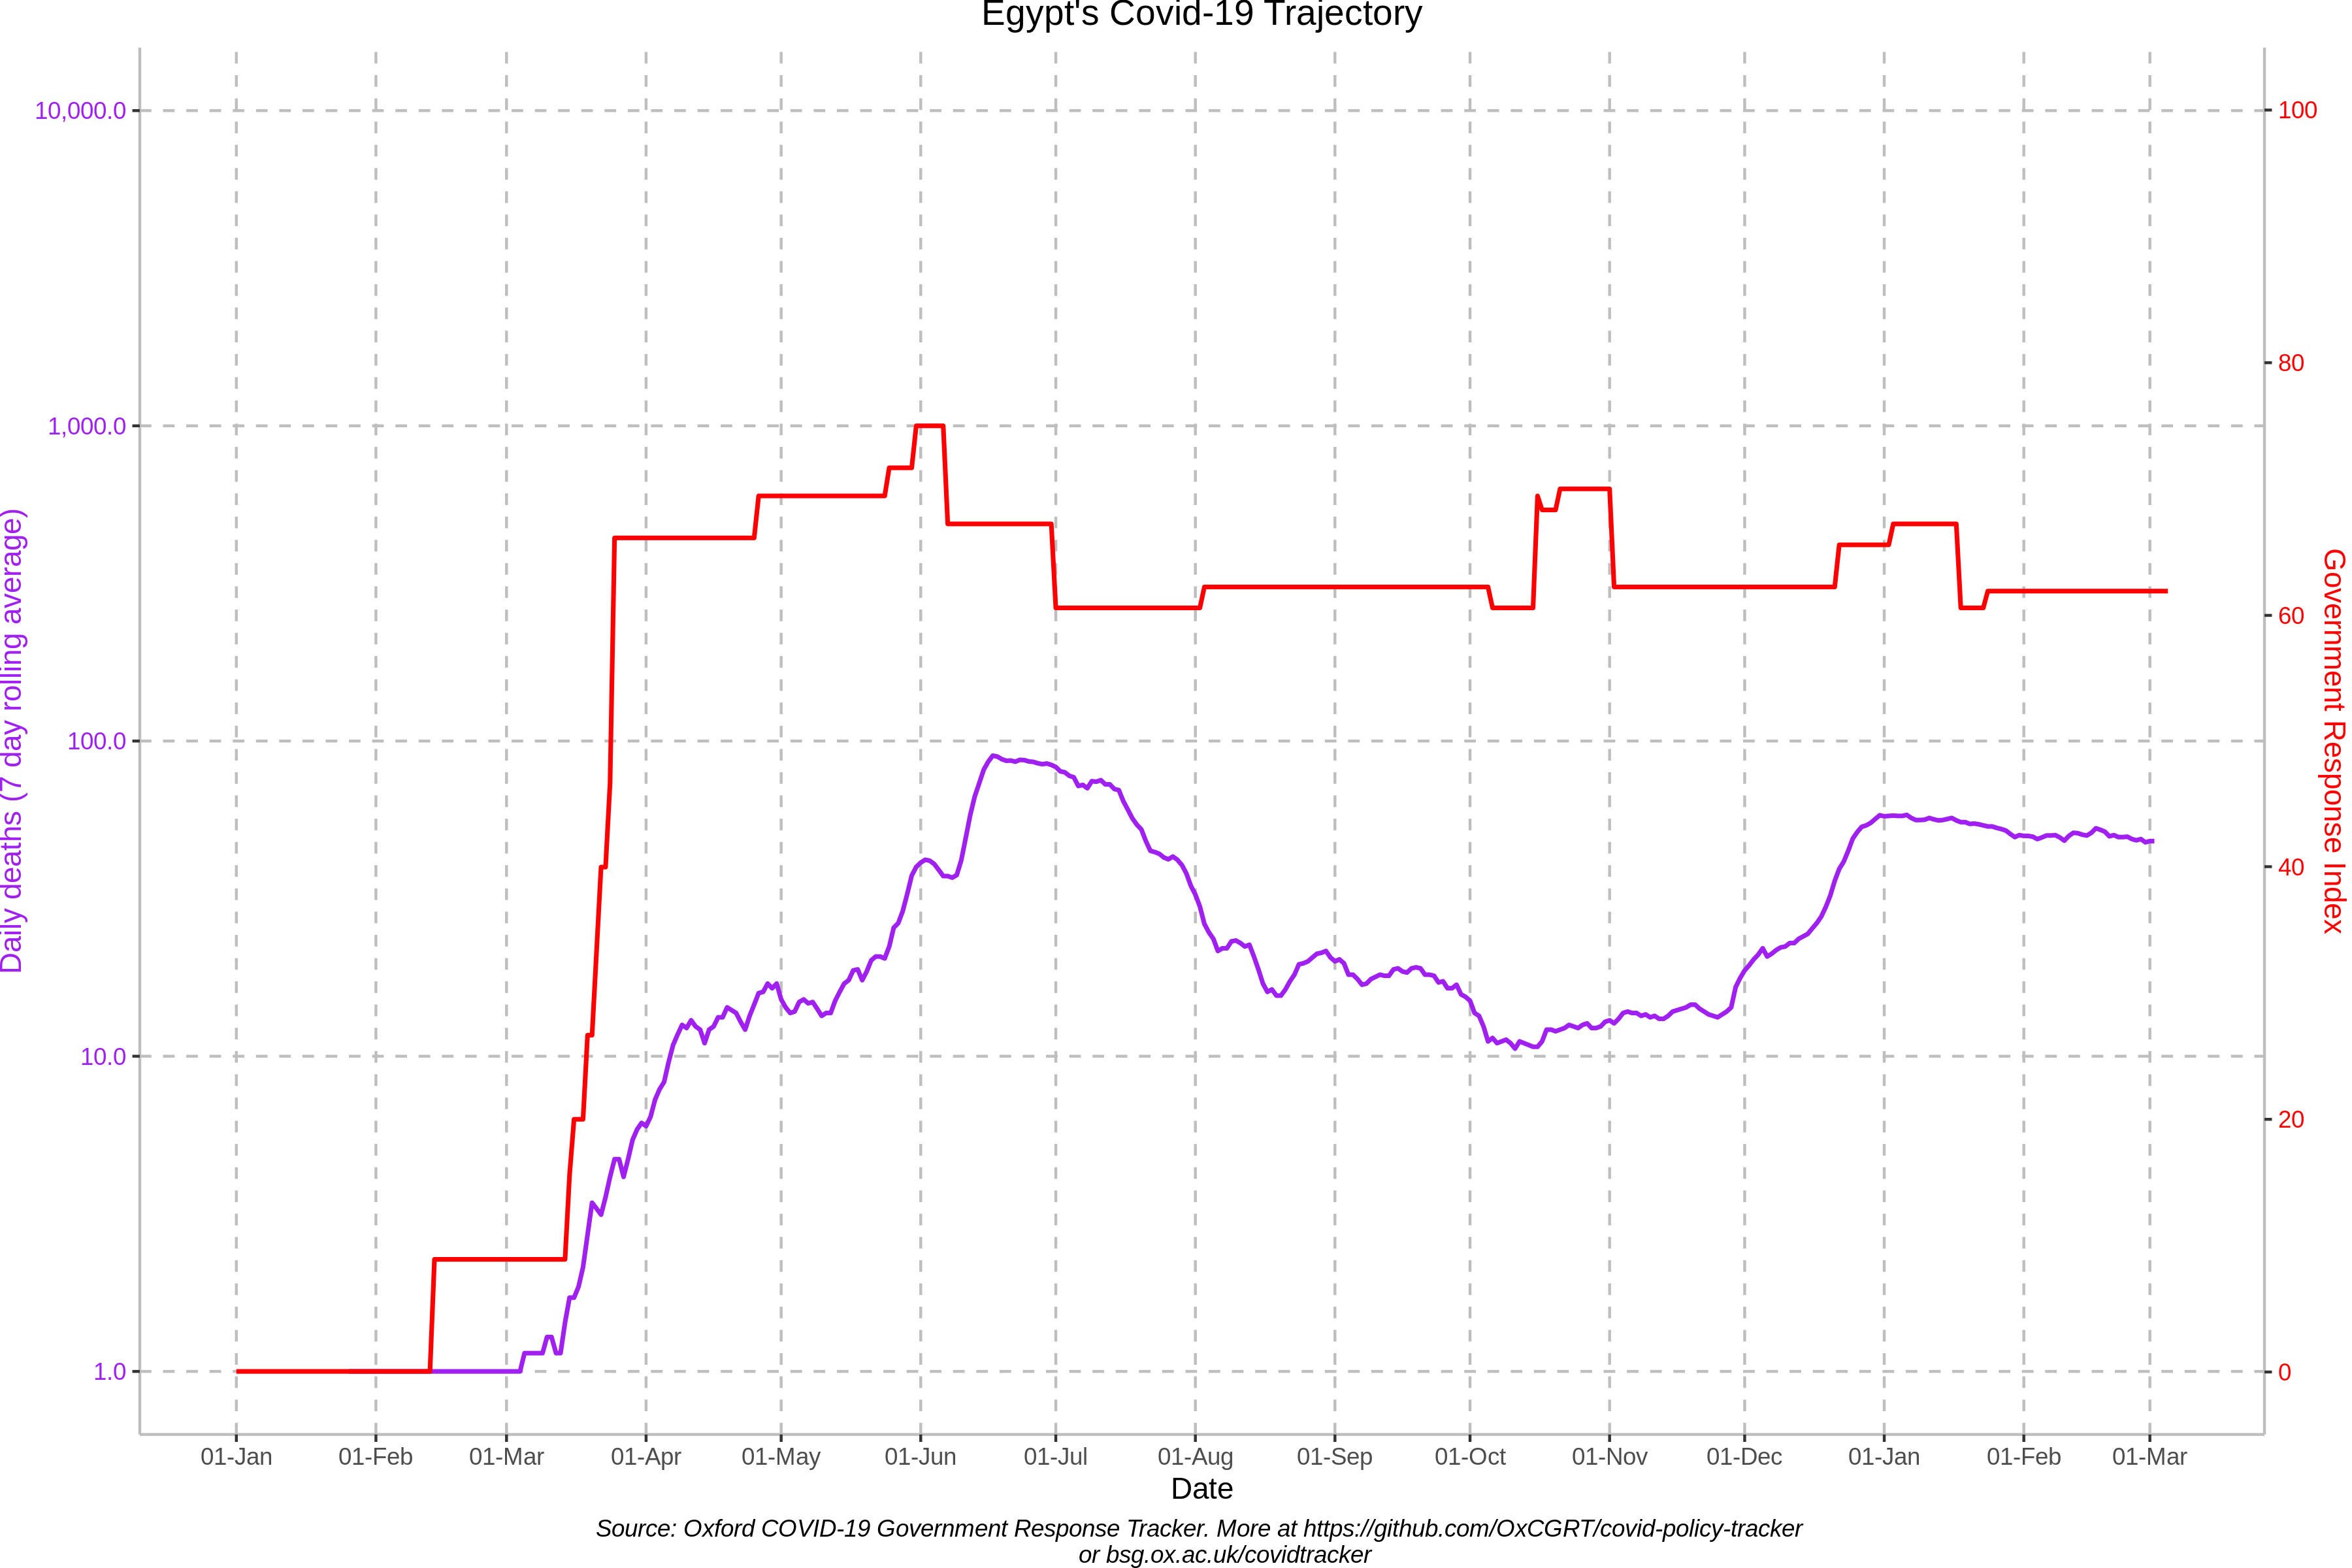 Egypt's Covid-19 Trajectory
10,000.0
1,000.0
100.0
10.0
1.0
Daily deaths (7 day rolling average)
100
80
60
40
20
0
Government Response Index
01-Jan 01-Feb 01-Mar 01-Apr 01-May 01-Jun 01-Jul 01-Aug 01-Sep 01-Oct 01-Nov 01-Dec 01-Jan 01-Feb 01-Mar
Date
Source: Oxford COVID-19 Government Response Tracker. More at https://github.com/OxCGRT/covid-policy-tracker
or bsg.ox.ac.uk/covidtracker